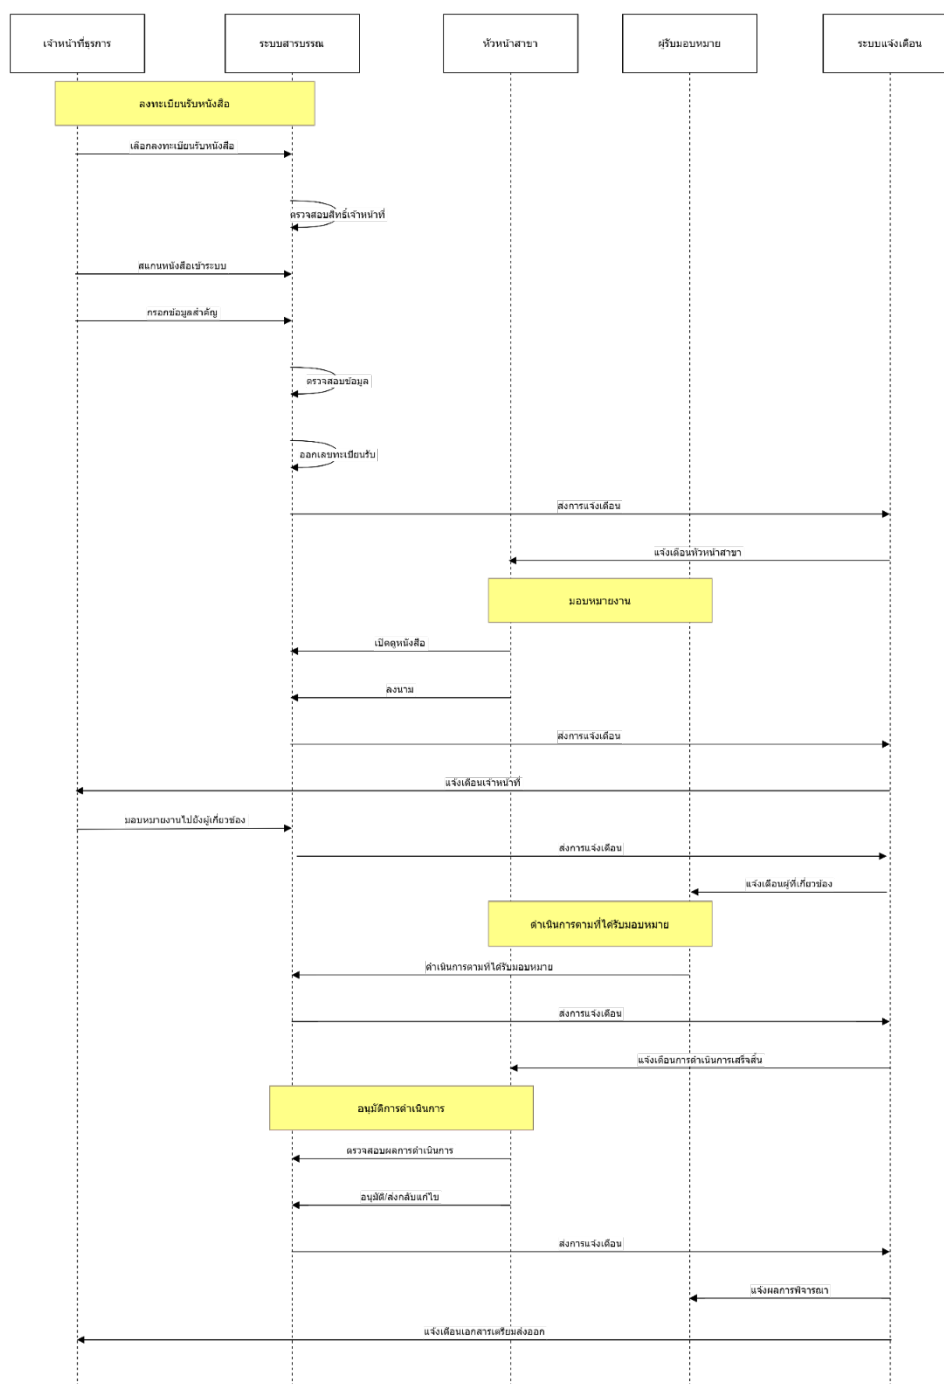 เจ้าหน้าที่ธุรการ
ระบบสารบรรณ
หัวหน้าสาขา
ผู้รับมอบหมาย
ระบบแจ้งเตือน
ลงทะเบียนรับหนังสือ
เลือกลงทะเบียนรับหนังสือ
ตรวจสอบสิทธิ์เจ้าหน้าที่
สแกนหนังสือเข้าระบบ
กรอกข้อมูลสำคัญ
ตรวจสอบข้อมูล
ออกเลขทะเบียนรับ
ส่งการแจ้งเตือน
แจ้งเตือนหัวหน้าสาขา
มอบหมายงาน
เปิดดูหนังสือ
ลงนาม
ส่งการแจ้งเตือน
แจ้งเตือนเจ้าหน้าที่
มอบหมายงานไปยังผู้เกี่ยวข้อง
ส่งการแจ้งเตือน
แจ้งเตือนผู้ที่เกี่ยวข้อง
ดำเนินการตามที่ได้รับมอบหมาย
ดำเนินการตามที่ได้รับมอบหมาย
ส่งการแจ้งเตือน
แจ้งเตือนการดำเนินการเสร็จสิ้น
อนุมัติการดำเนินการ
ตรวจสอบผลการดำเนินการ
อนุมัติ/ส่งกลับแก้ไข
ส่งการแจ้งเตือน
แจ้งผลการพิจารณา
แจ้งเตือนเอกสารเตรียมส่งออก